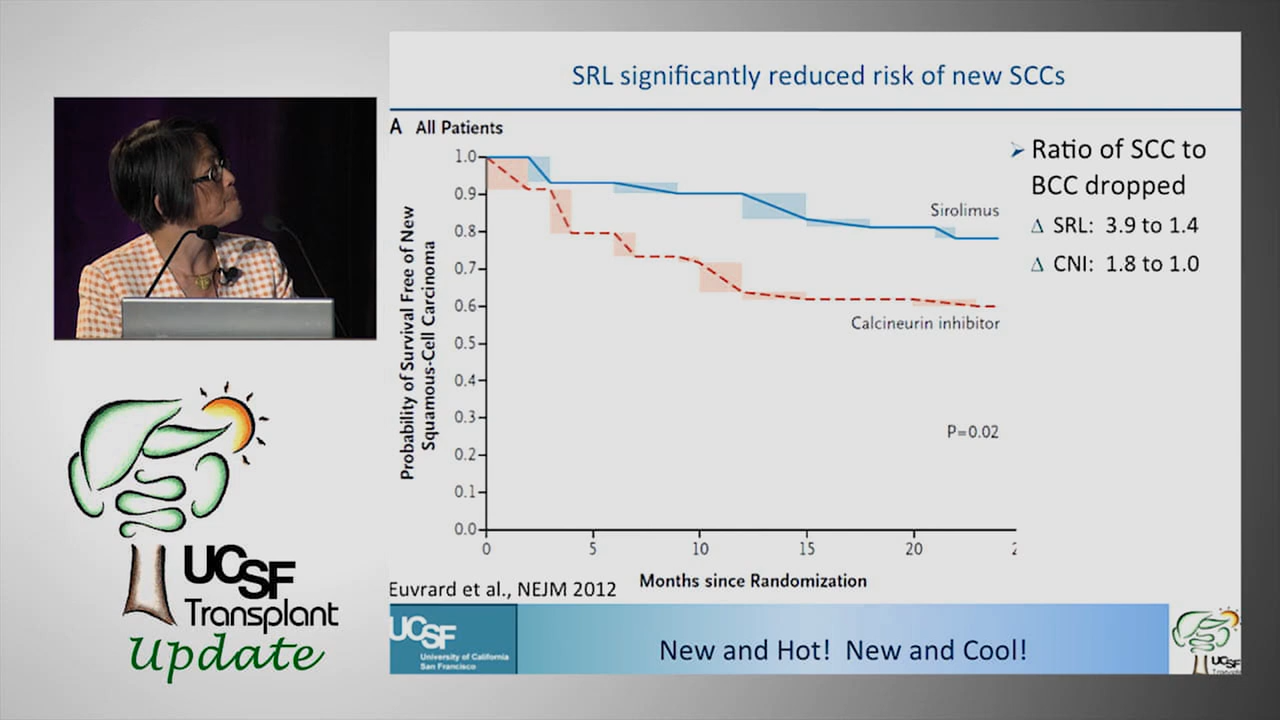 SRL significantly reduced risk of new SCCs
A All Patients
Probability of Survival Free of New
Squamous-Cell Carcinoma
1.0
0.9
0.8
0.7
0.6
0.5
0.4
0.3
0.2
0.1
0.0
Sirolimus
Calcineurin inhibitor
P=0.02
0 5 10 15 20 2
Months since Randomization
Ratio of SCC to
BCC dropped
SRL: 3.9 to 1.4
CNI: 1.8 to 1.0
Euvrard et al., NEJM 2012
UCSF
University of California
San Francisco
New and Hot! New and Cool!
UCSF
UCSF
Transplant
Update